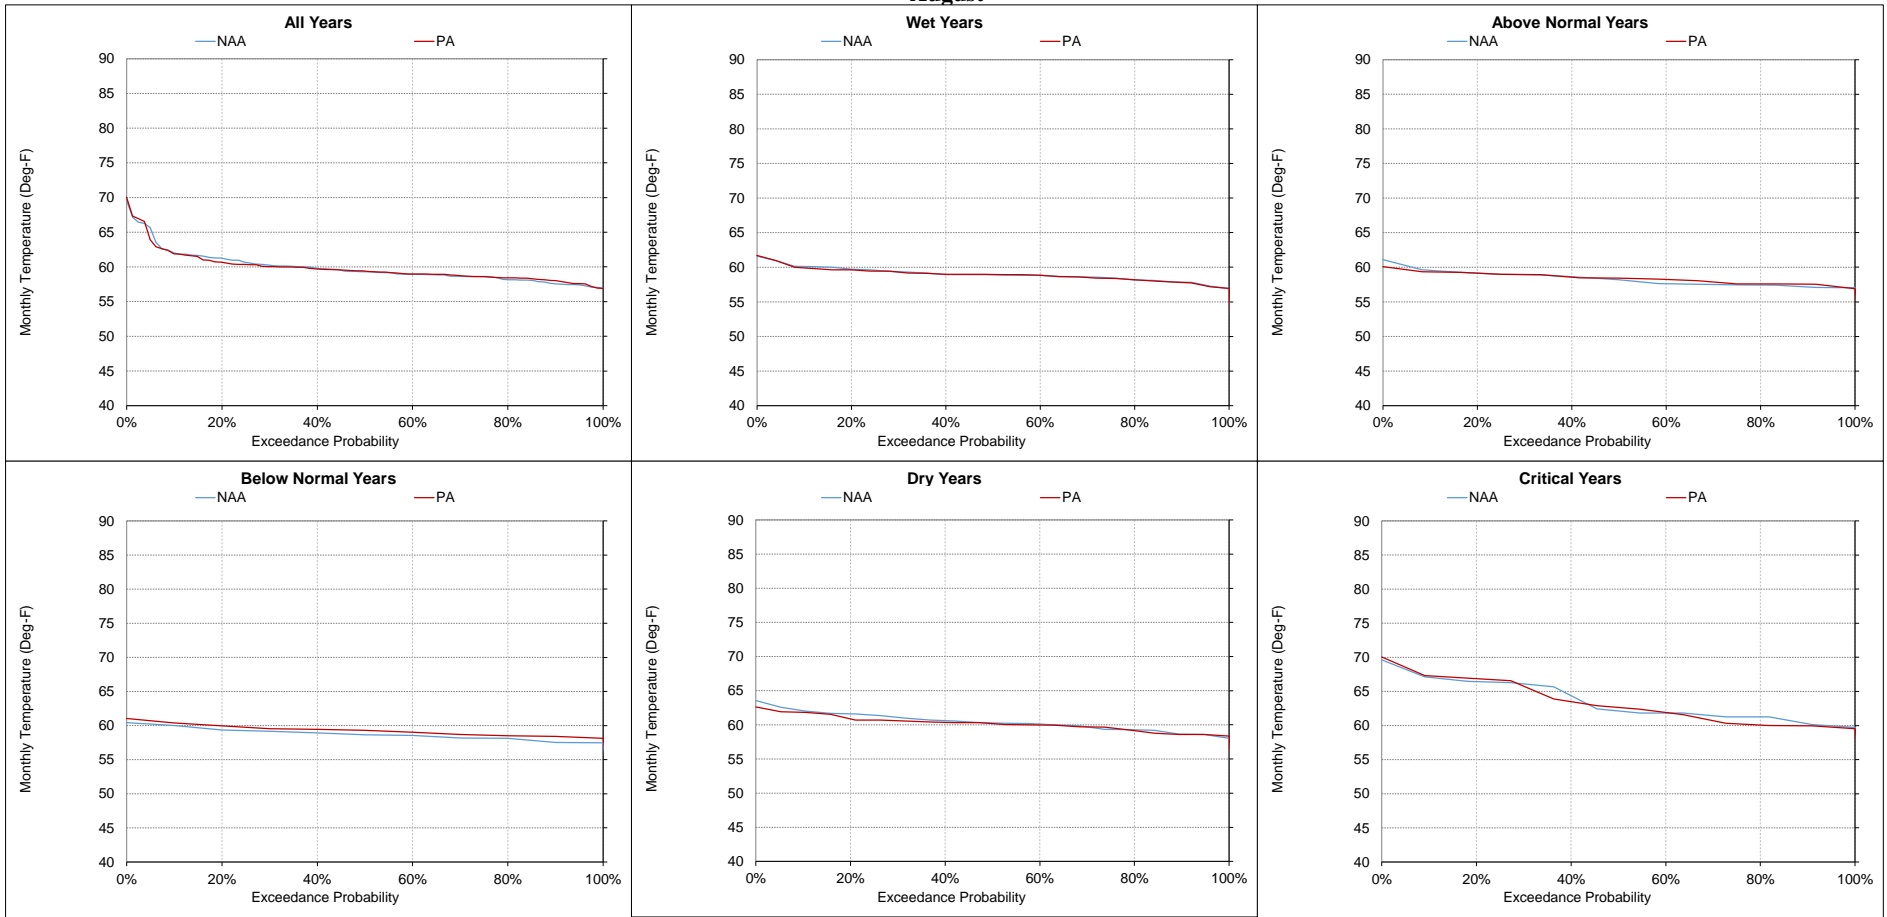 August
All Years
NAA PA
90
85
80
75
70
65
60
55
50
45
40
0% 20% 40% 60% 80% 100%
Monthly Temperature (Deg-F)
Exceedance Probability
Wet Years
NAA PA
90
85
80
75
70
65
60
55
50
45
40
0% 20% 40% 60% 80% 100%
Monthly Temperature (Deg-F)
Exceedance Probability
Above Normal Years
NAA PA
90
85
80
75
70
65
60
55
50
45
40
0% 20% 40% 60% 80% 100%
Monthly Temperature (Deg-F)
Exceedance Probability
Below Normal Years
NAA PA
90
85
80
75
70
65
60
55
50
45
40
0% 20% 40% 60% 80% 100%
Monthly Temperature (Deg-F)
Exceedance Probability
Dry Years
NAA PA
90
85
80
75
70
65
60
55
50
45
40
0% 20% 40% 60% 80% 100%
Monthly Temperature (Deg-F)
Exceedance Probability
Critical Years
NAA PA
90
85
80
75
70
65
60
55
50
45
40
0% 20% 40% 60% 80% 100%
Monthly Temperature (Deg-F)
Exceedance Probability